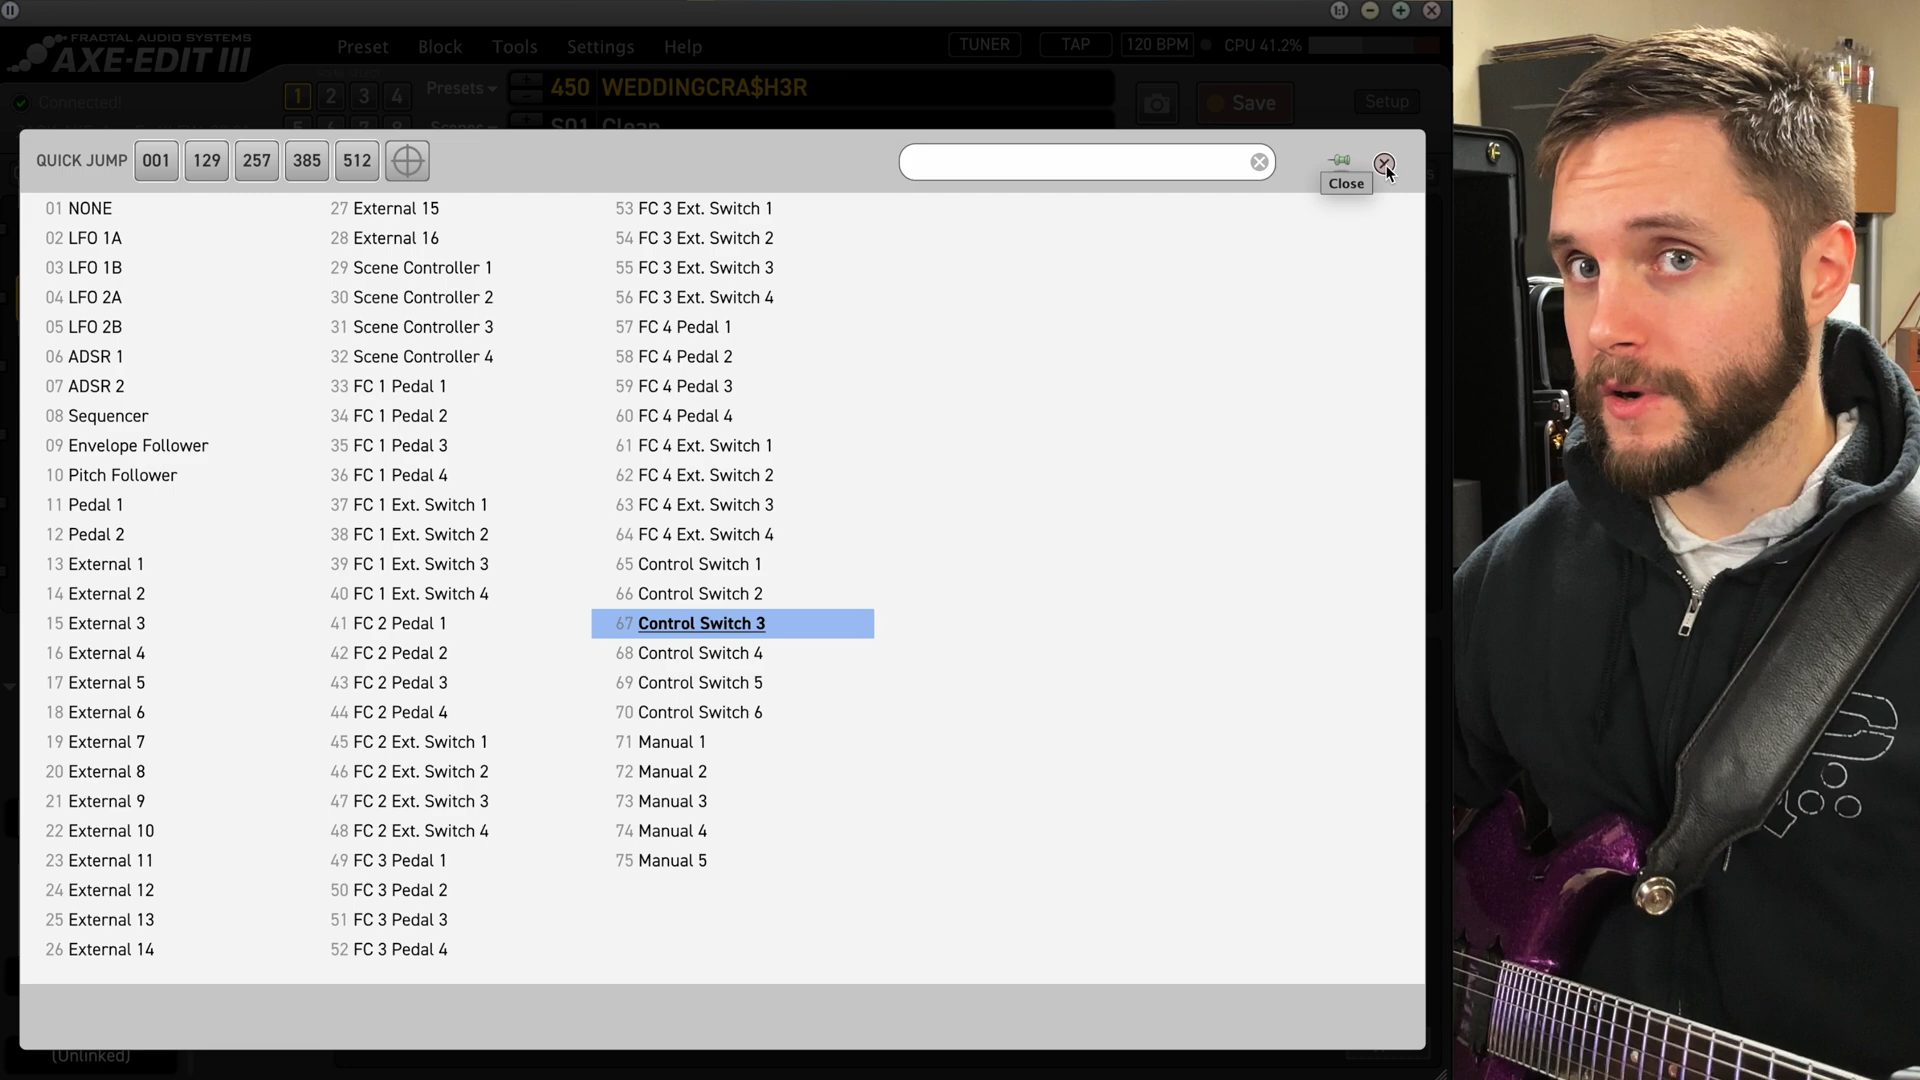 FRACTAL AUDIO SYSTEMS
AXE-EDIT III
Preset Block Tools Settings Help
TUNER TAP 120 BPM CPU 41.2%
Connected!
1 2 3 4
Presets
450 WEDDINGCRA$H3R
Save
Setup
S01 Clean
QUICK JUMP 001 129 257 385 512
Close
01 NONE
02 LFO 1A
03 LFO 1B
04 LFO 2A
05 LFO 2B
06 ADSR 1
07 ADSR 2
08 Sequencer
09 Envelope Follower
10 Pitch Follower
11 Pedal 1
12 Pedal 2
13 External 1
14 External 2
15 External 3
16 External 4
17 External 5
18 External 6
19 External 7
20 External 8
21 External 9
22 External 10
23 External 11
24 External 12
25 External 13
26 External 14
27 External 15
28 External 16
29 Scene Controller 1
30 Scene Controller 2
31 Scene Controller 3
32 Scene Controller 4
33 FC 1 Pedal 1
34 FC 1 Pedal 2
35 FC 1 Pedal 3
36 FC 1 Pedal 4
37 FC 1 Ext. Switch 1
38 FC 1 Ext. Switch 2
39 FC 1 Ext. Switch 3
40 FC 1 Ext. Switch 4
41 FC 2 Pedal 1
42 FC 2 Pedal 2
43 FC 2 Pedal 3
44 FC 2 Pedal 4
45 FC 2 Ext. Switch 1
46 FC 2 Ext. Switch 2
47 FC 2 Ext. Switch 3
48 FC 2 Ext. Switch 4
49 FC 3 Pedal 1
50 FC 3 Pedal 2
51 FC 3 Pedal 3
52 FC 3 Pedal 4
53 FC 3 Ext. Switch 1
54 FC 3 Ext. Switch 2
55 FC 3 Ext. Switch 3
56 FC 3 Ext. Switch 4
57 FC 4 Pedal 1
58 FC 4 Pedal 2
59 FC 4 Pedal 3
60 FC 4 Pedal 4
61 FC 4 Ext. Switch 1
62 FC 4 Ext. Switch 2
63 FC 4 Ext. Switch 3
64 FC 4 Ext. Switch 4
65 Control Switch 1
66 Control Switch 2
67 Control Switch 3
68 Control Switch 4
69 Control Switch 5
70 Control Switch 6
71 Manual 1
72 Manual 2
73 Manual 3
74 Manual 4
75 Manual 5
(Unlinked)